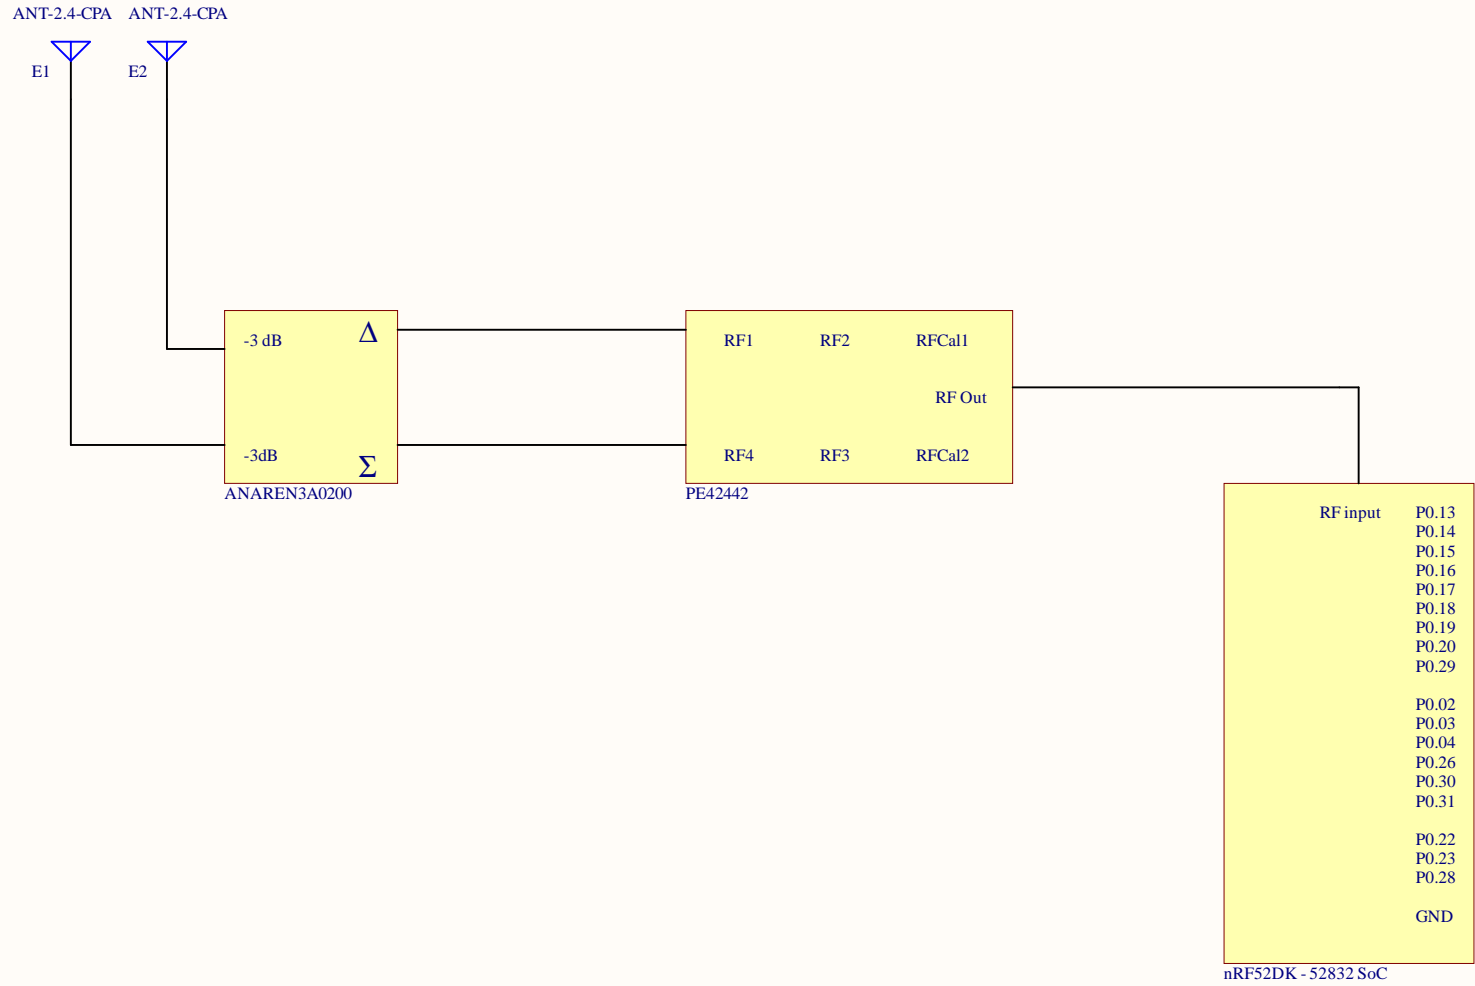 ANT-2.4-CPA ANT-2.4-CPA
E1 E2
-3 dB Δ
-3dB Σ
ANAREN3A0200
RF1 RF2 RFCal1
RF Out
RF4 RF3 RFCal2
PE42442
RF input P0.13
P0.14
P0.15
P0.16
P0.17
P0.18
P0.19
P0.20
P0.29
P0.02
P0.03
P0.04
P0.26
P0.30
P0.31
P0.22
P0.23
P0.28
GND
nRF52DK - 52832 SoC